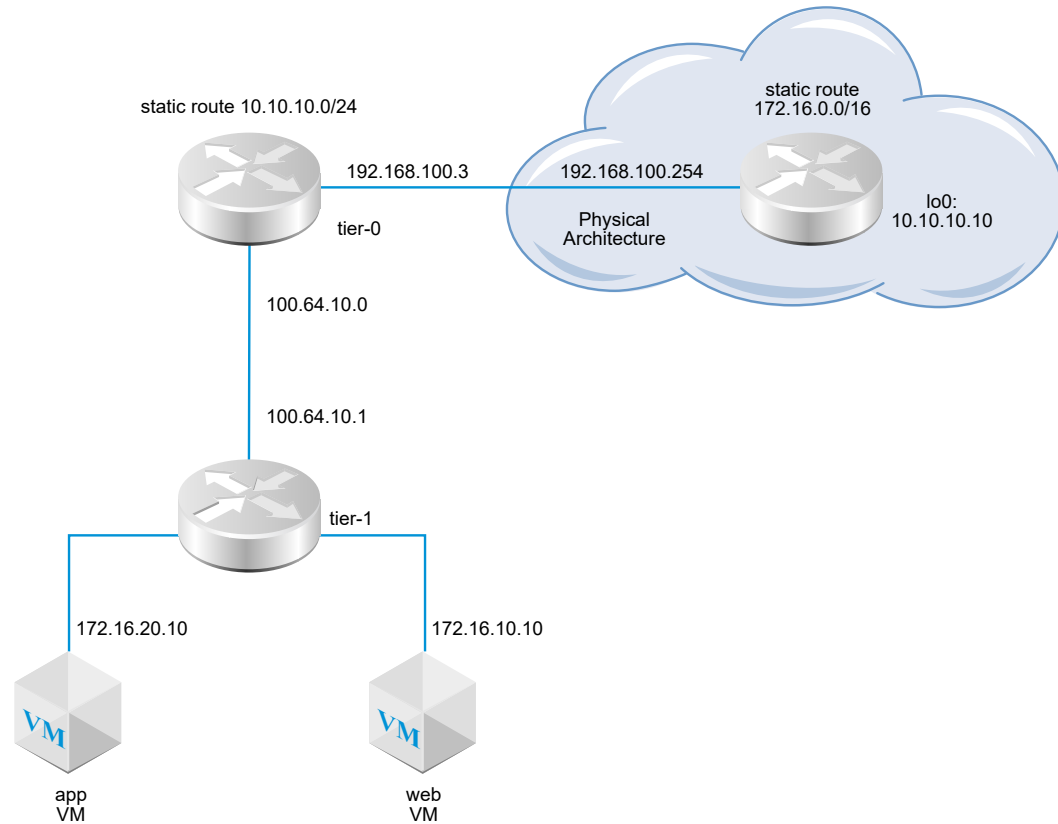 static route
172.16.0.0/16
static route 10.10.10.0/24
192.168.100.3
192.168.100.254
lo0:
10.10.10.10
Physical
Architecture
tier-0
100.64.10.0
100.64.10.1
tier-1
172.16.20.10
172.16.10.10
VM
VM
app
VM
web
VM